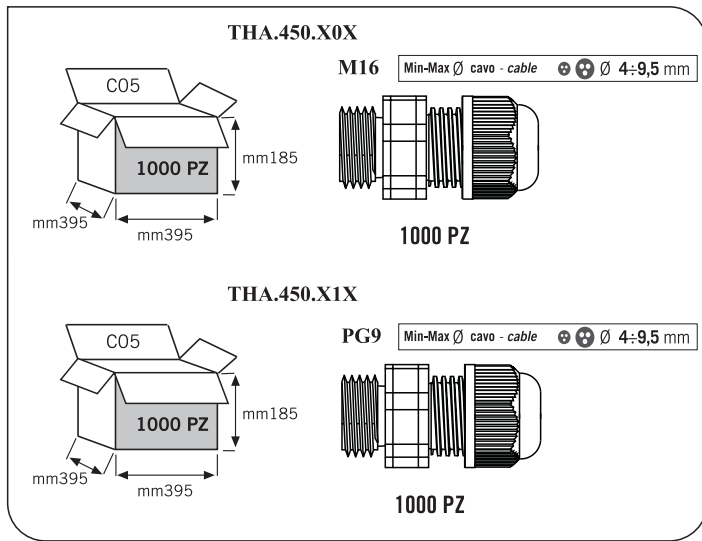 THA.450.X0X
M16 Min-Max Ø cavo - cable Ø 4÷9,5 mm
C05
1000 PZ
mm185
mm395
mm395
1000 PZ
THA.450.X1X
PG9 Min-Max Ø cavo - cable Ø 4÷9,5 mm
C05
1000 PZ
mm185
mm395
mm395
1000 PZ